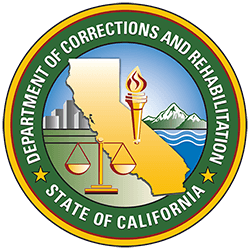 DEPARTMENT OF CORRECTIONS AND REHABILITATION
STATE OF CALIFORNIA